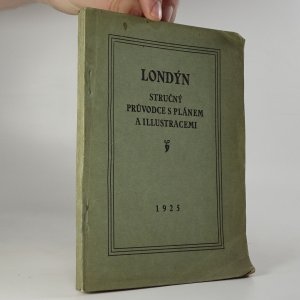 LONDÝN
STRUČNÝ
PRŮVODCE S PLÁNEM
A ILLUSTRACEMI
1925